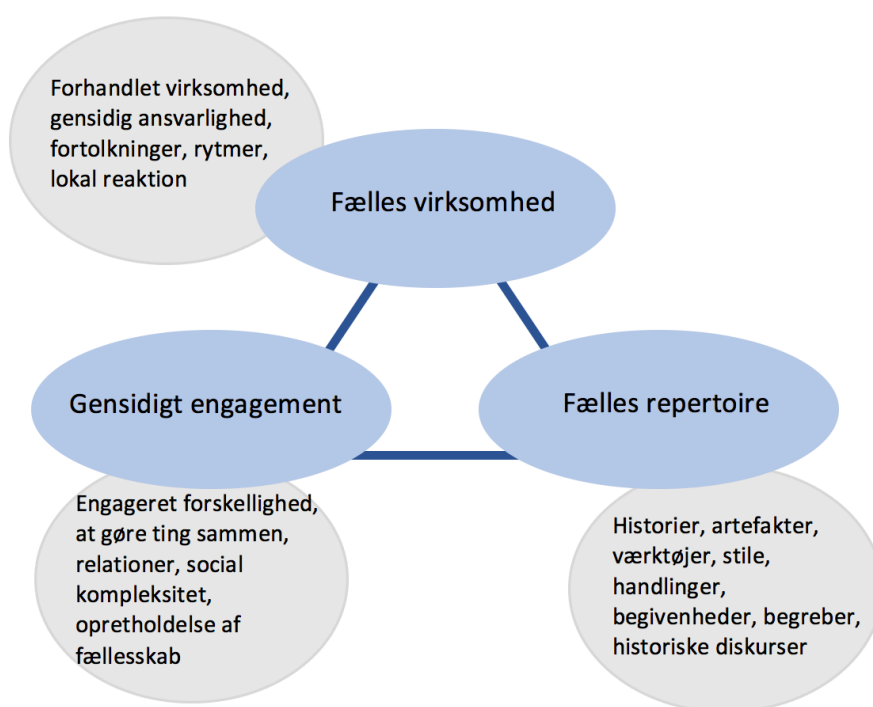 Forhandlet virksomhed,
gensidig ansvarlighed,
fortolkninger, rytmer,
lokal reaktion
Fælles virksomhed
Gensidigt engagement
Fælles repertoire
Engageret forskellighed,
at gøre ting sammen,
relationer, social
kompleksitet,
opretholdelse af
fællesskab
Historier, artefakter,
værktøjer, stile,
handlinger,
begivenheder, begreber,
historiske diskurser